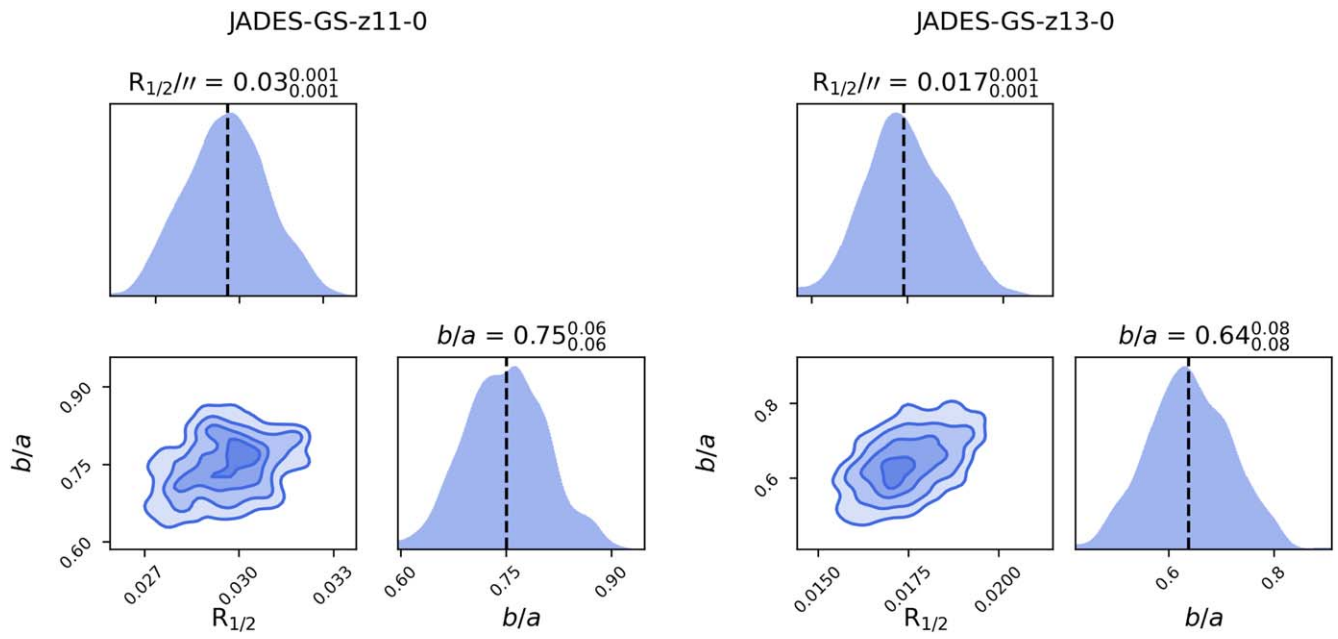 JADES-GS-z11-0
JADES-GS-z13-0
R1/2/″ = 0.03 0.001 0.001
R1/2/″ = 0.017 0.001 0.001
b/a = 0.75 0.06 0.06
b/a = 0.64 0.08 0.08
b/a
0.90
0.75
0.60
0.027
0.030
0.033
R1/2
0.60
0.75
0.90
b/a
b/a
0.8
0.6
0.0150
0.0175
0.0200
R1/2
0.6
0.8
b/a